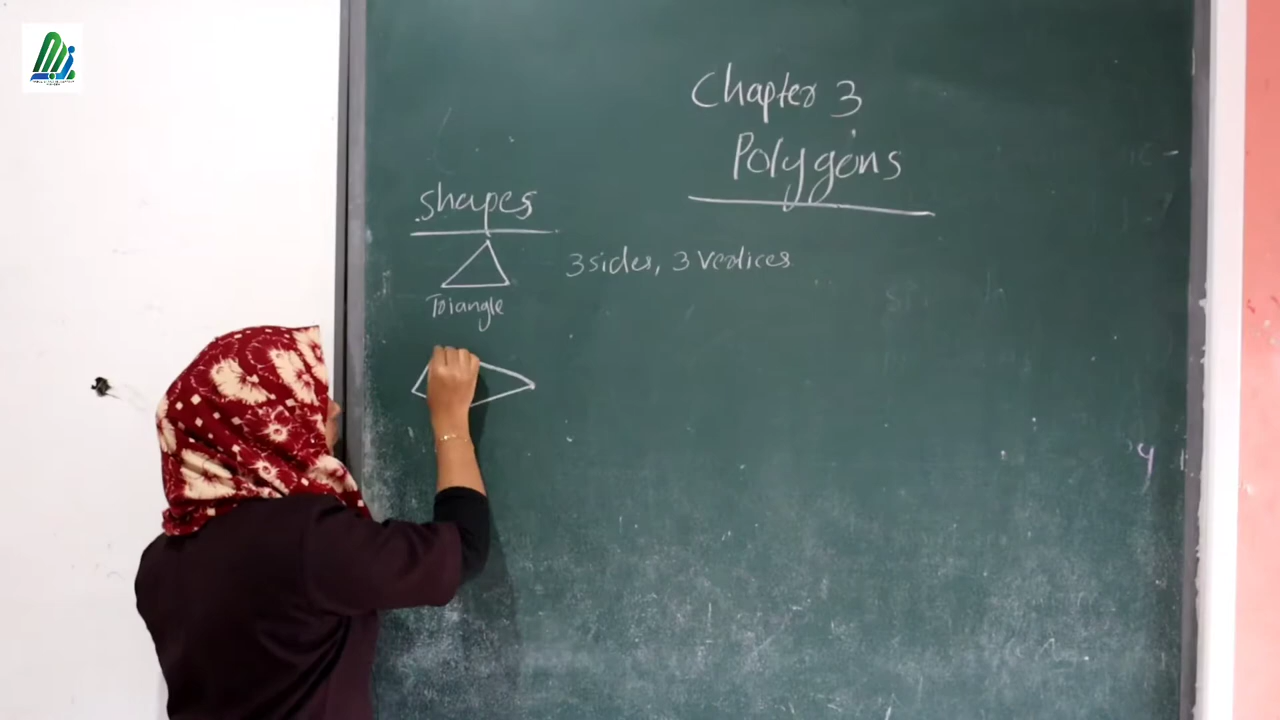 Chapter 3
Polygons
shapes
3 sides, 3 vertices
Triangle